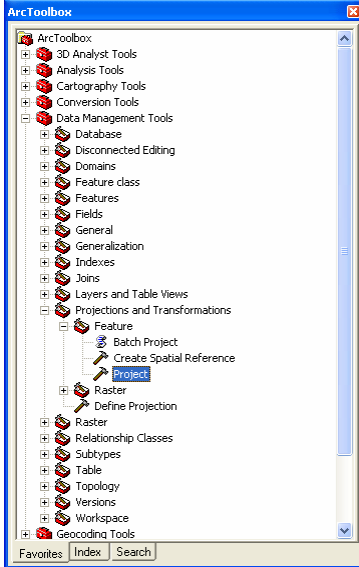 ArcToolbox
ArcToolbox
3D Analyst Tools
Analysis Tools
Cartography Tools
Conversion Tools
Data Management Tools
Database
Disconnected Editing
Domains
Feature class
Features
Fields
General
Generalization
Indexes
Joins
Layers and Table Views
Projections and Transformations
Feature
Batch Project
Create Spatial Reference
Project
Raster
Define Projection
Raster
Relationship Classes
Subtypes
Table
Topology
Versions
Workspace
Geocoding Tools
Favorites Index Search